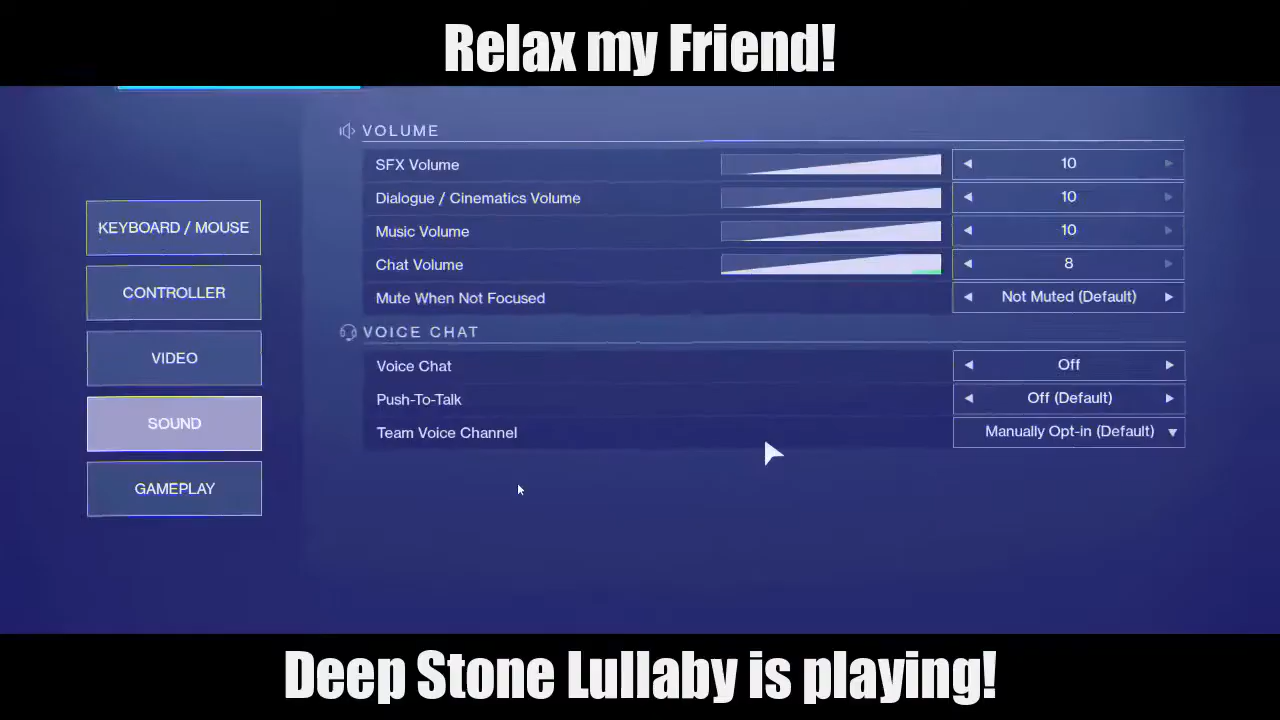 Relax my Friend!
VOLUME
SFX Volume 10
Dialogue / Cinematics Volume 10
Music Volume 10
Chat Volume 8
Mute When Not Focused Not Muted (Default)
VOICE CHAT
Voice Chat Off
Push-To-Talk Off (Default)
Team Voice Channel Manually Opt-in (Default)
KEYBOARD / MOUSE
CONTROLLER
VIDEO
SOUND
GAMEPLAY
Deep Stone Lullaby is playing!